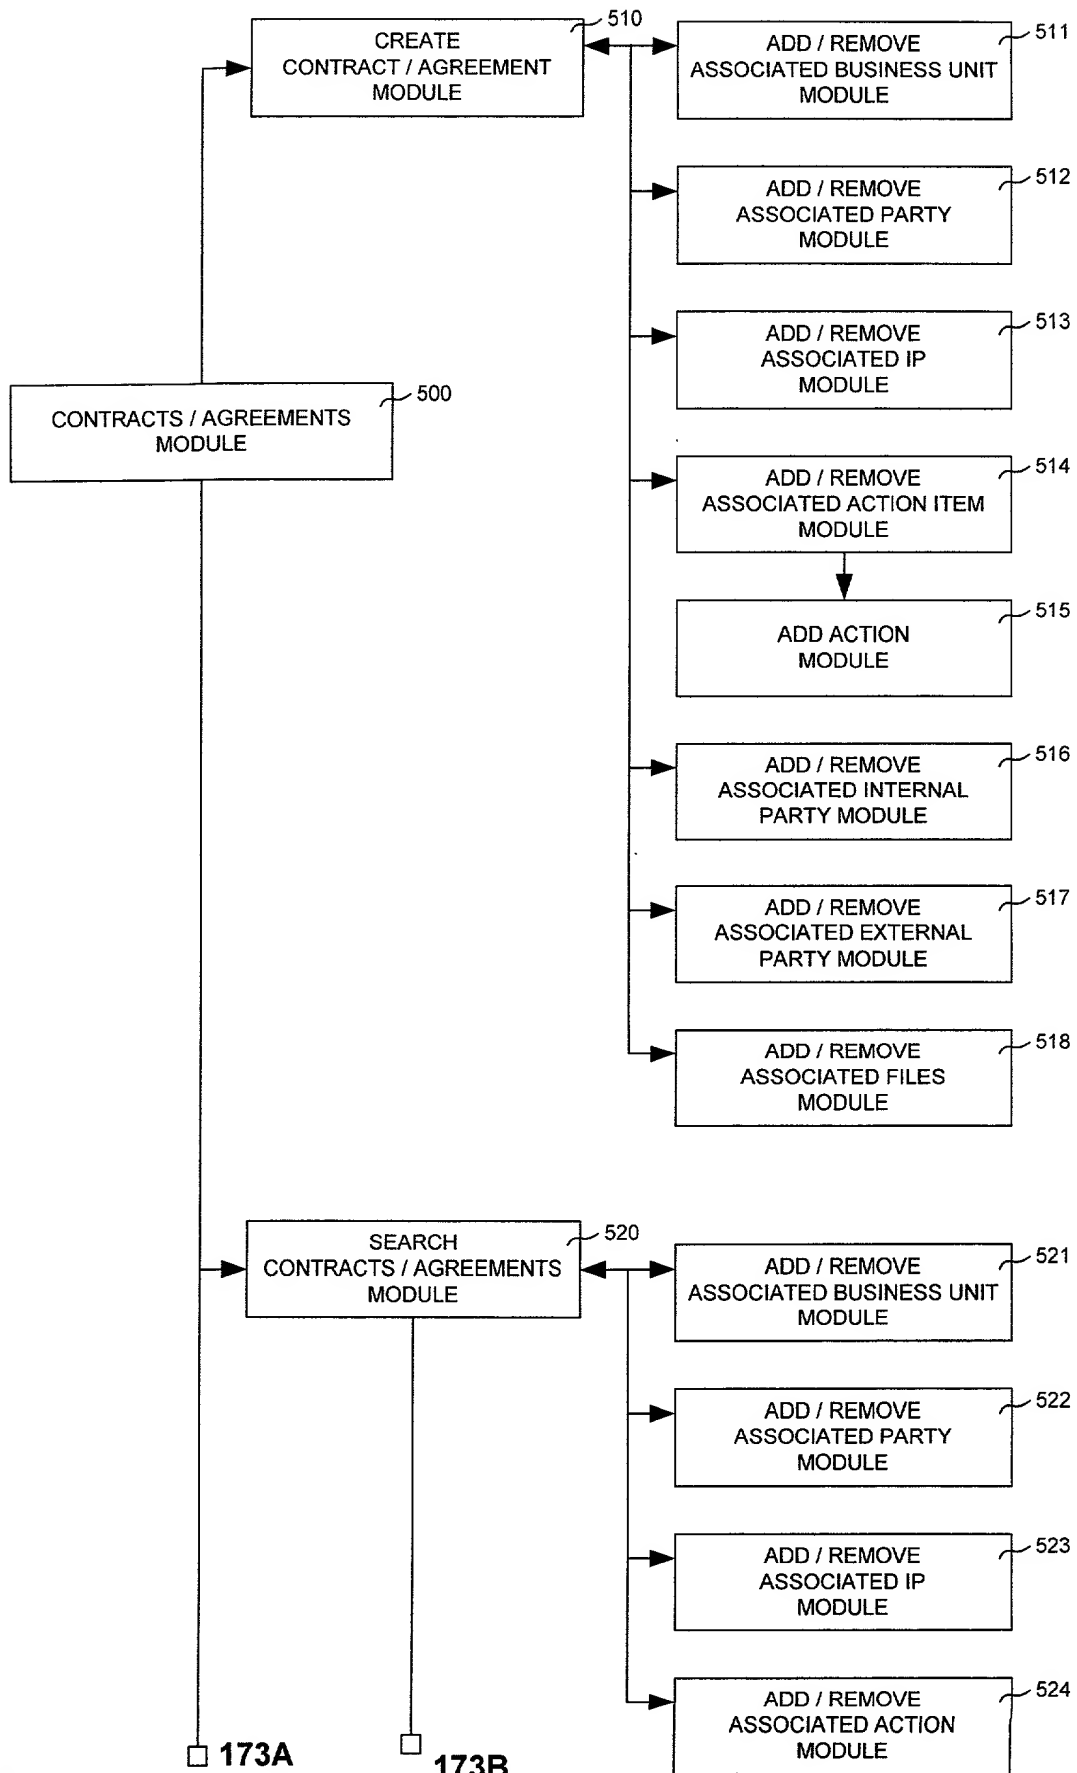 CREATE
CONTRACT / AGREEMENT
MODULE
510
ADD / REMOVE
ASSOCIATED BUSINESS UNIT
MODULE
511
ADD / REMOVE
ASSOCIATED PARTY
MODULE
512
ADD / REMOVE
ASSOCIATED IP
MODULE
513
CONTRACTS / AGREEMENTS
MODULE
500
ADD / REMOVE
ASSOCIATED ACTION ITEM
MODULE
514
ADD ACTION
MODULE
515
ADD / REMOVE
ASSOCIATED INTERNAL
PARTY MODULE
516
ADD / REMOVE
ASSOCIATED EXTERNAL
PARTY MODULE
517
ADD / REMOVE
ASSOCIATED FILES
MODULE
518
SEARCH
CONTRACTS / AGREEMENTS
MODULE
520
ADD / REMOVE
ASSOCIATED BUSINESS UNIT
MODULE
521
ADD / REMOVE
ASSOCIATED PARTY
MODULE
522
ADD / REMOVE
ASSOCIATED IP
MODULE
523
ADD / REMOVE
ASSOCIATED ACTION
MODULE
524
173A
173B